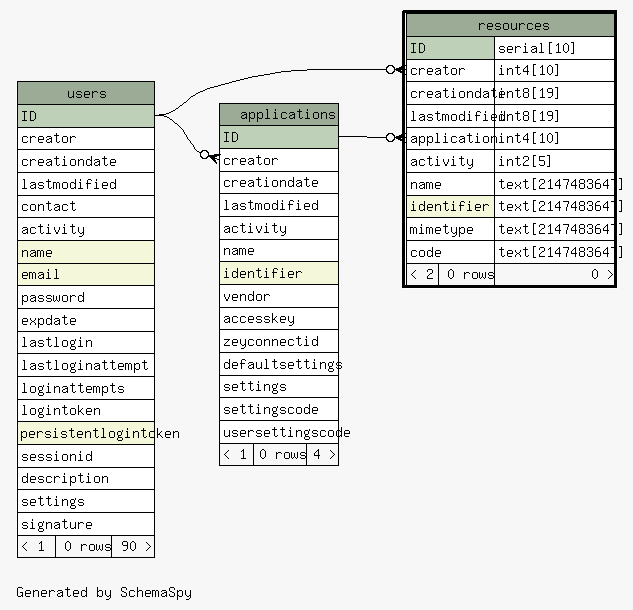 users
ID
creator
creationdate
lastmodified
contact
activity
name
email
password
expdate
lastlogin
lastloginattempt
loginattempts
logintoken
persistentlogintoken
sessionid
description
settings
signature
< 1 0 rows 90 >
applications
ID
creator
creationdate
lastmodified
activity
name
identifier
vendor
accesskey
zeyconnectid
defaultsettings
settings
settingscode
usersettingscode
< 1 0 rows 4 >
resources
ID serial[10]
creator int4[10]
creationdate int8[19]
lastmodified int8[19]
application int4[10]
activity int2[5]
name text[2147483647]
identifier text[2147483647]
mimetype text[2147483647]
code text[2147483647]
< 2 0 rows 0 >
Generated by SchemaSpy